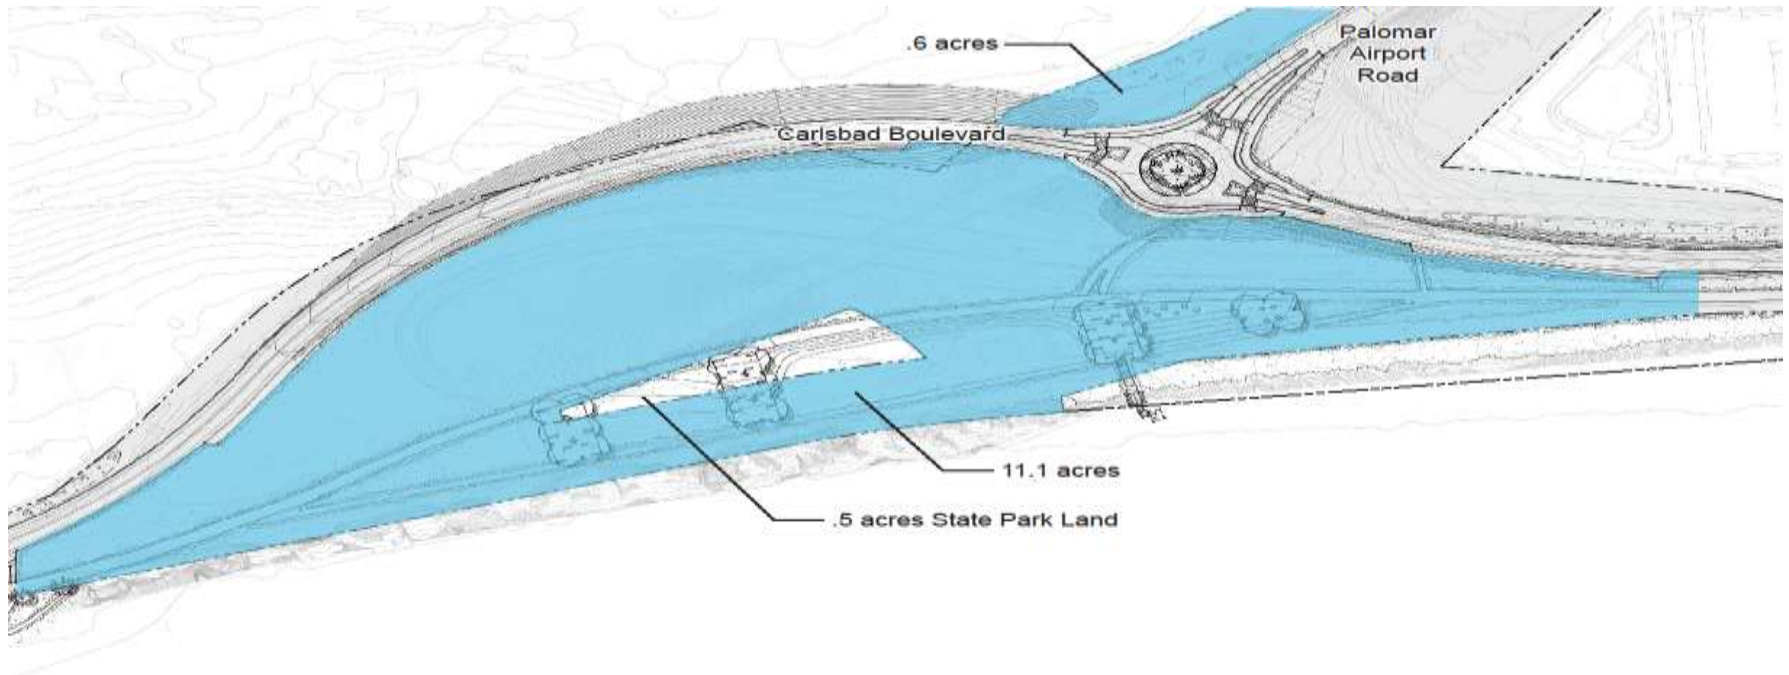 .6 acres
Palomar
Airport
Road
Carlsbad Boulevard
11.1 acres
.5 acres State Park Land